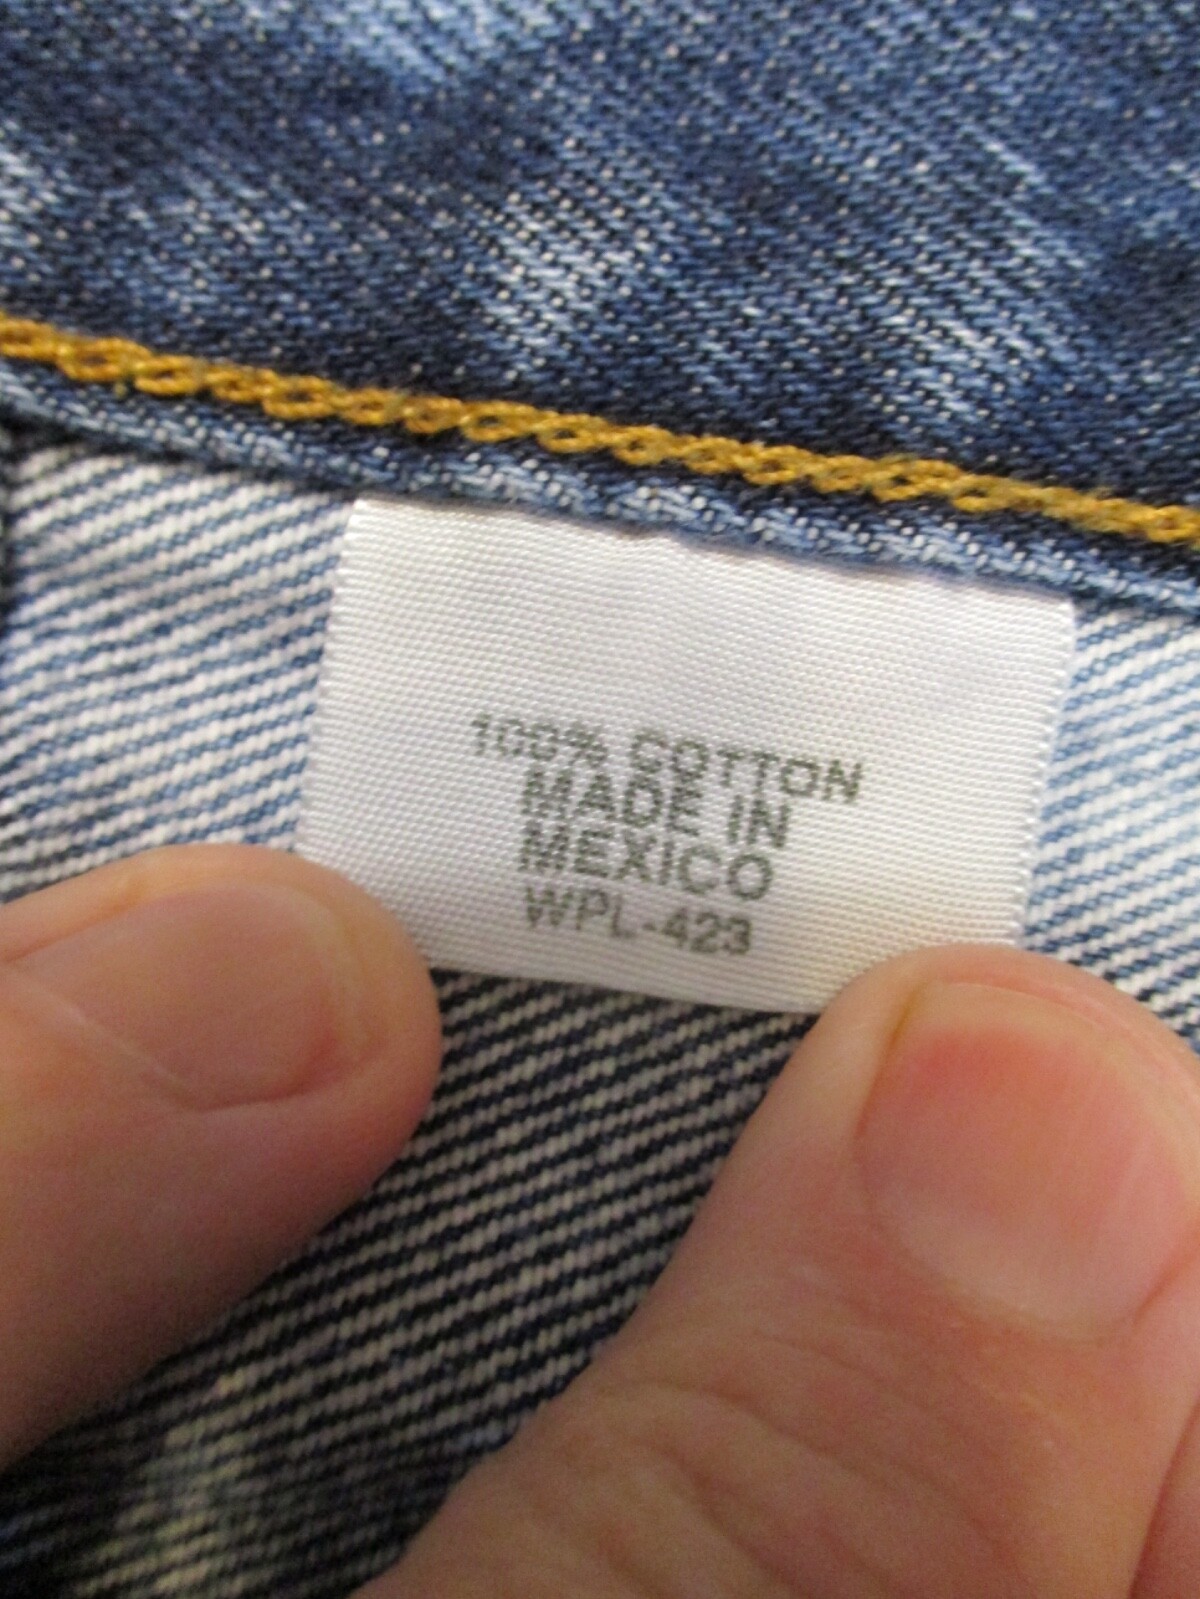 100% COTTON
MADE IN
MEXICO
WPL-423